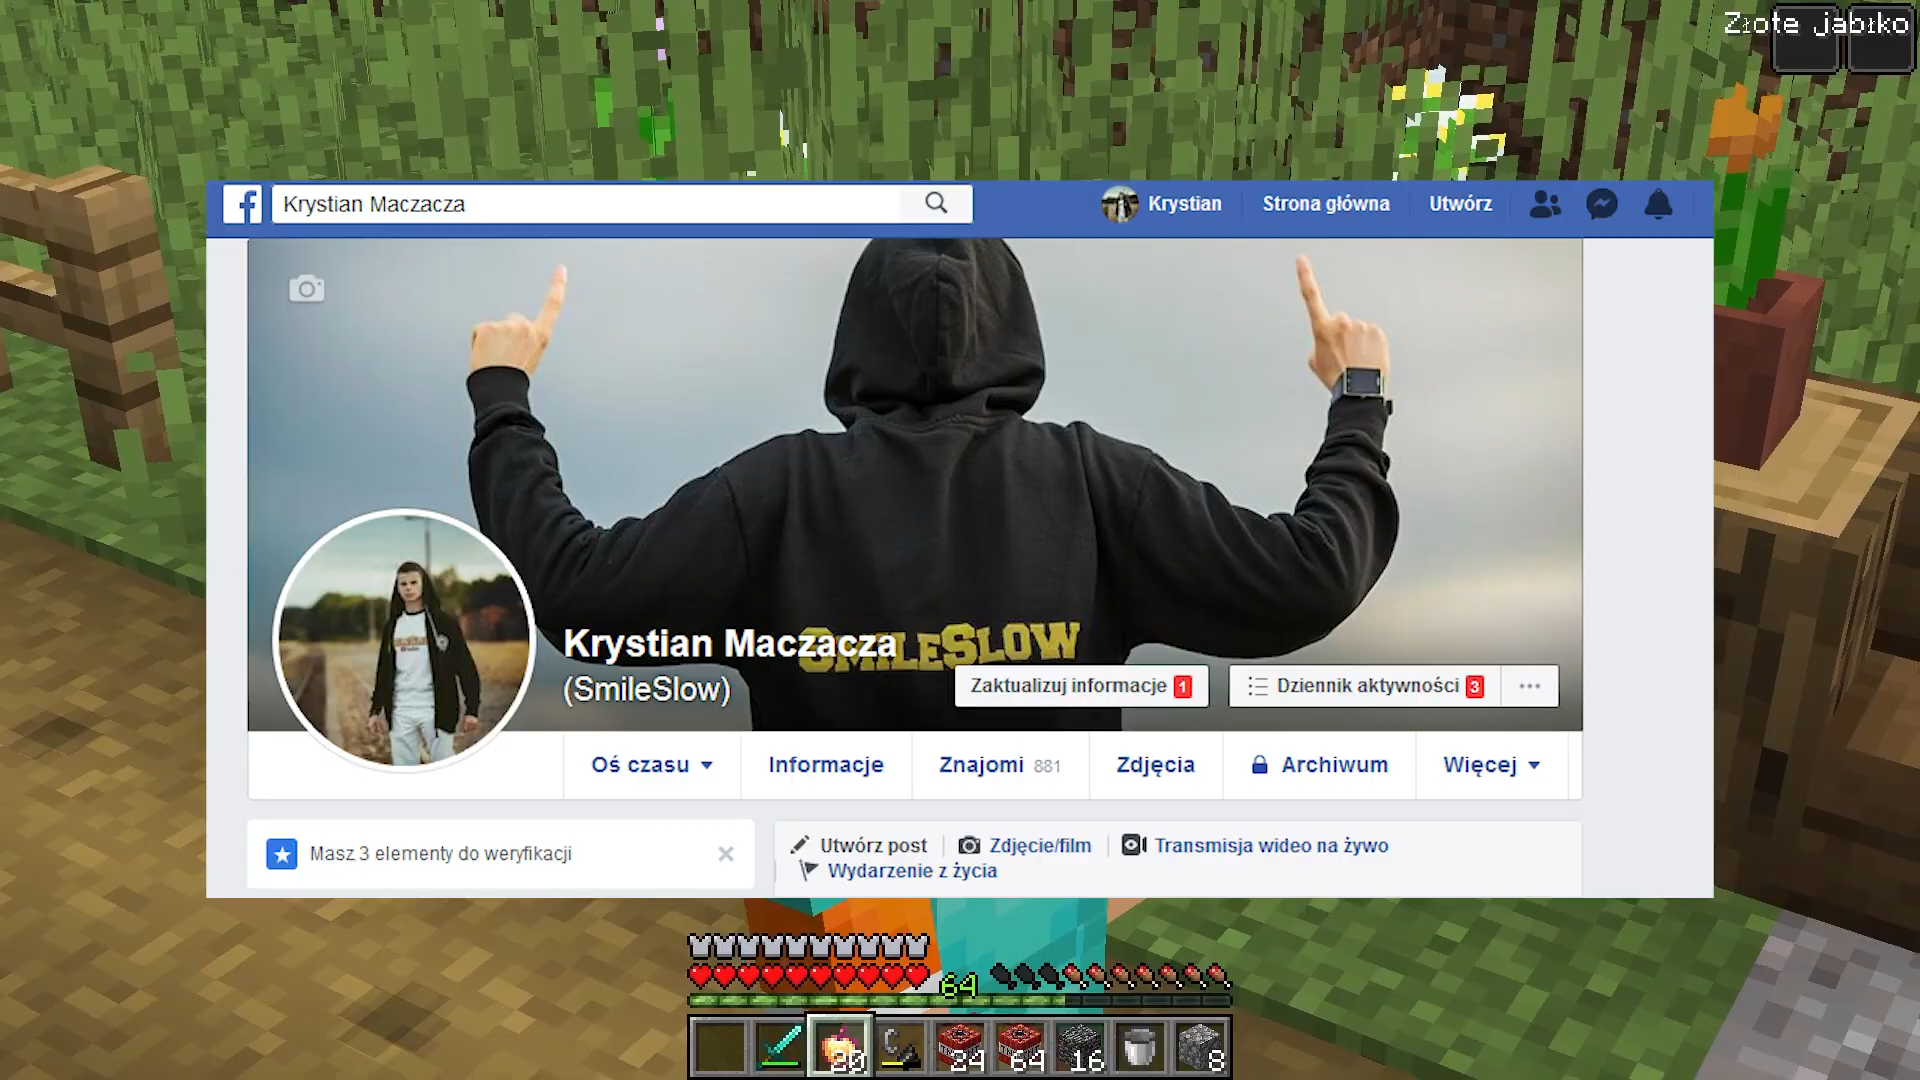 Złote jabłko
Krystian Maczacza
Krystian
Strona główna
Utwórz
SMILESLOW
Krystian Maczacza
(SmileSlow)
Zaktualizuj informacje 1
Dziennik aktywności 3
Oś czasu
Informacje
Znajomi 881
Zdjęcia
Archiwum
Więcej
Masz 3 elementy do weryfikacji
Utwórz post
Zdjęcie/film
Transmisja wideo na żywo
Wydarzenie z życia
64
20
24
64
16
8